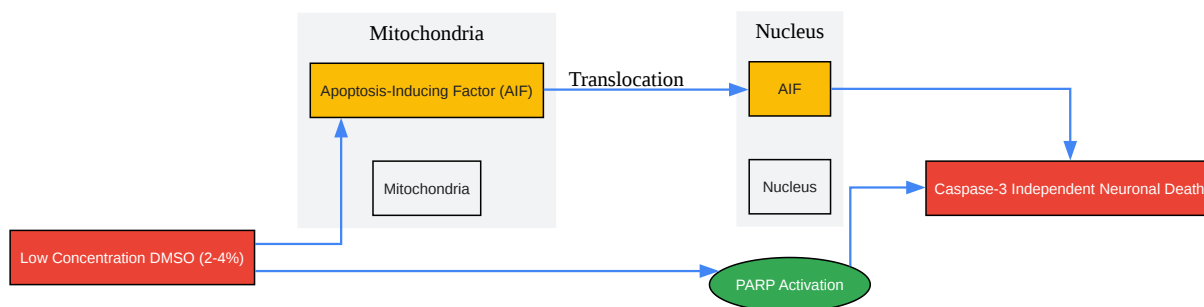 Mitochondria
Nucleus
Apoptosis-Inducing Factor (AIF)
Translocation
AIF
Mitochondria
Nucleus
Caspase-3 Independent Neuronal Death
Low Concentration DMSO (2-4%)
PARP Activation